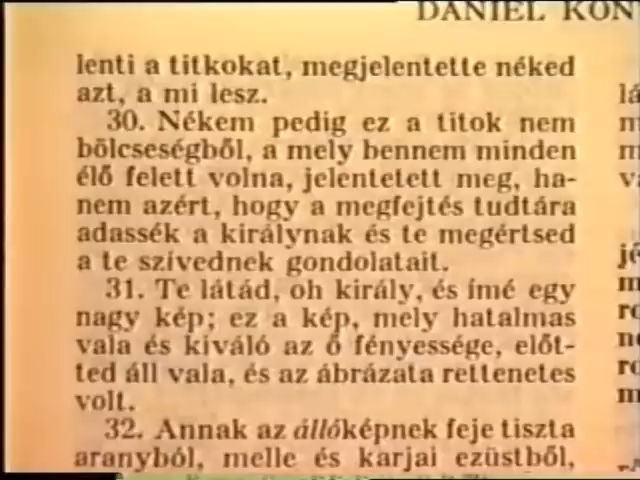 DANIEL KÖN
lenti a titkokat, megjelentette néked
azt, a mi lesz.
30. Nékem pedig ez a titok nem
bölcseségből, a mely bennem minden
élő felett volna, jelentetett meg, ha-
nem azért, hogy a megfejtés tudtára
adassék a királynak és te megértsed
a te szívednek gondolatait.
31. Te látád, oh király, és ímé egy
nagy kép; ez a kép, mely hatalmas
vala és kiváló az ő fényessége, előt-
ted áll vala, és az ábrázata rettenetes
volt.
32. Annak az állóképnek feje tiszta
aranyból, melle és karjai ezüstből,